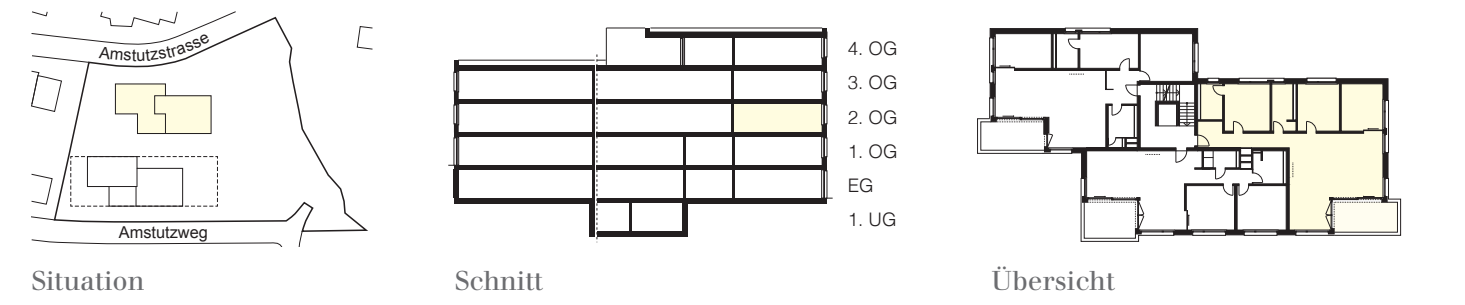 Amstutzstrasse
Amstutzweg
Situation
4. OG
3. OG
2. OG
1. OG
EG
1. UG
Schnitt
Übersicht